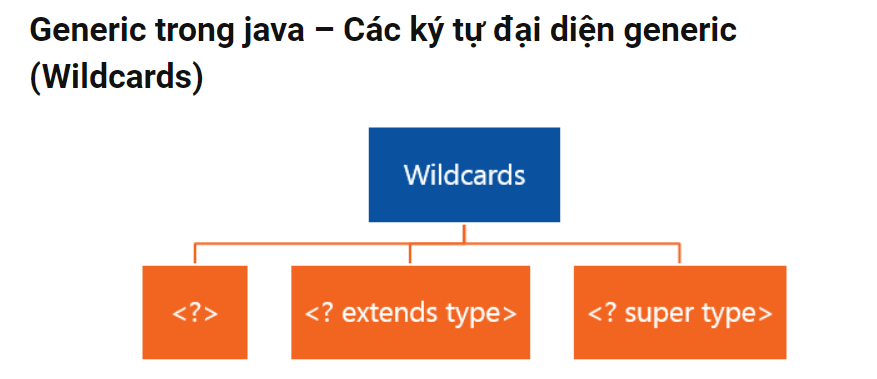 Generic trong java – Các ký tự đại diện generic
(Wildcards)
Wildcards
<?>
<? extends type>
<? super type>